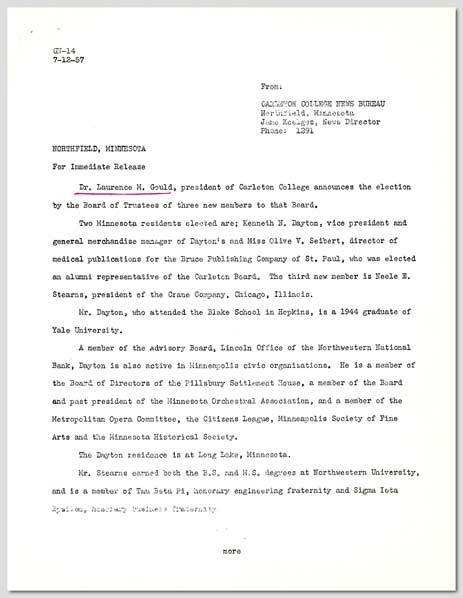 GN-14
7-12-57
From:
CARLETON COLLEGE NEWS BUREAU
Northfield, Minnesota
Jane Koelges, News Director
Phone: 1291
NORTHFIELD, MINNESOTA
For Immediate Release
Dr. Laurence M. Gould, president of Carleton College announces the election
by the Board of Trustees of three new members to that Board.
Two Minnesota residents elected are; Kenneth N. Dayton, vice president and
general merchandise manager of Dayton's and Miss Olive V. Seibert, director of
medical publications for the Bruce Publishing Company of St. Paul, who was elected
an alumni representative of the Carleton Board. The third new member is Neele E.
Stearns, president of the Crane Company, Chicago, Illinois.
Mr. Dayton, who attended the Blake School in Hopkins, is a 1944 graduate of
Yale University.
A member of the Advisory Board, Lincoln Office of the Northwestern National
Bank, Dayton is also active in Minneapolis civic organizations. He is a member of
the Board of Directors of the Pillsbury Settlement House, a member of the Board
and past president of the Minnesota Orchestral Association, and a member of the
Metropolitan Opera Committee, the Citizens League, Minneapolis Society of Fine
Arts and the Minnesota Historical Society.
The Dayton residence is at Long Lake, Minnesota.
Mr. Stearns earned both the B.S. and M.S. degrees at Northwestern University,
and is a member of Tau Beta Pi, honorary engineering fraternity and Sigma Iota
Epsilon, honorary business fraternity.
more